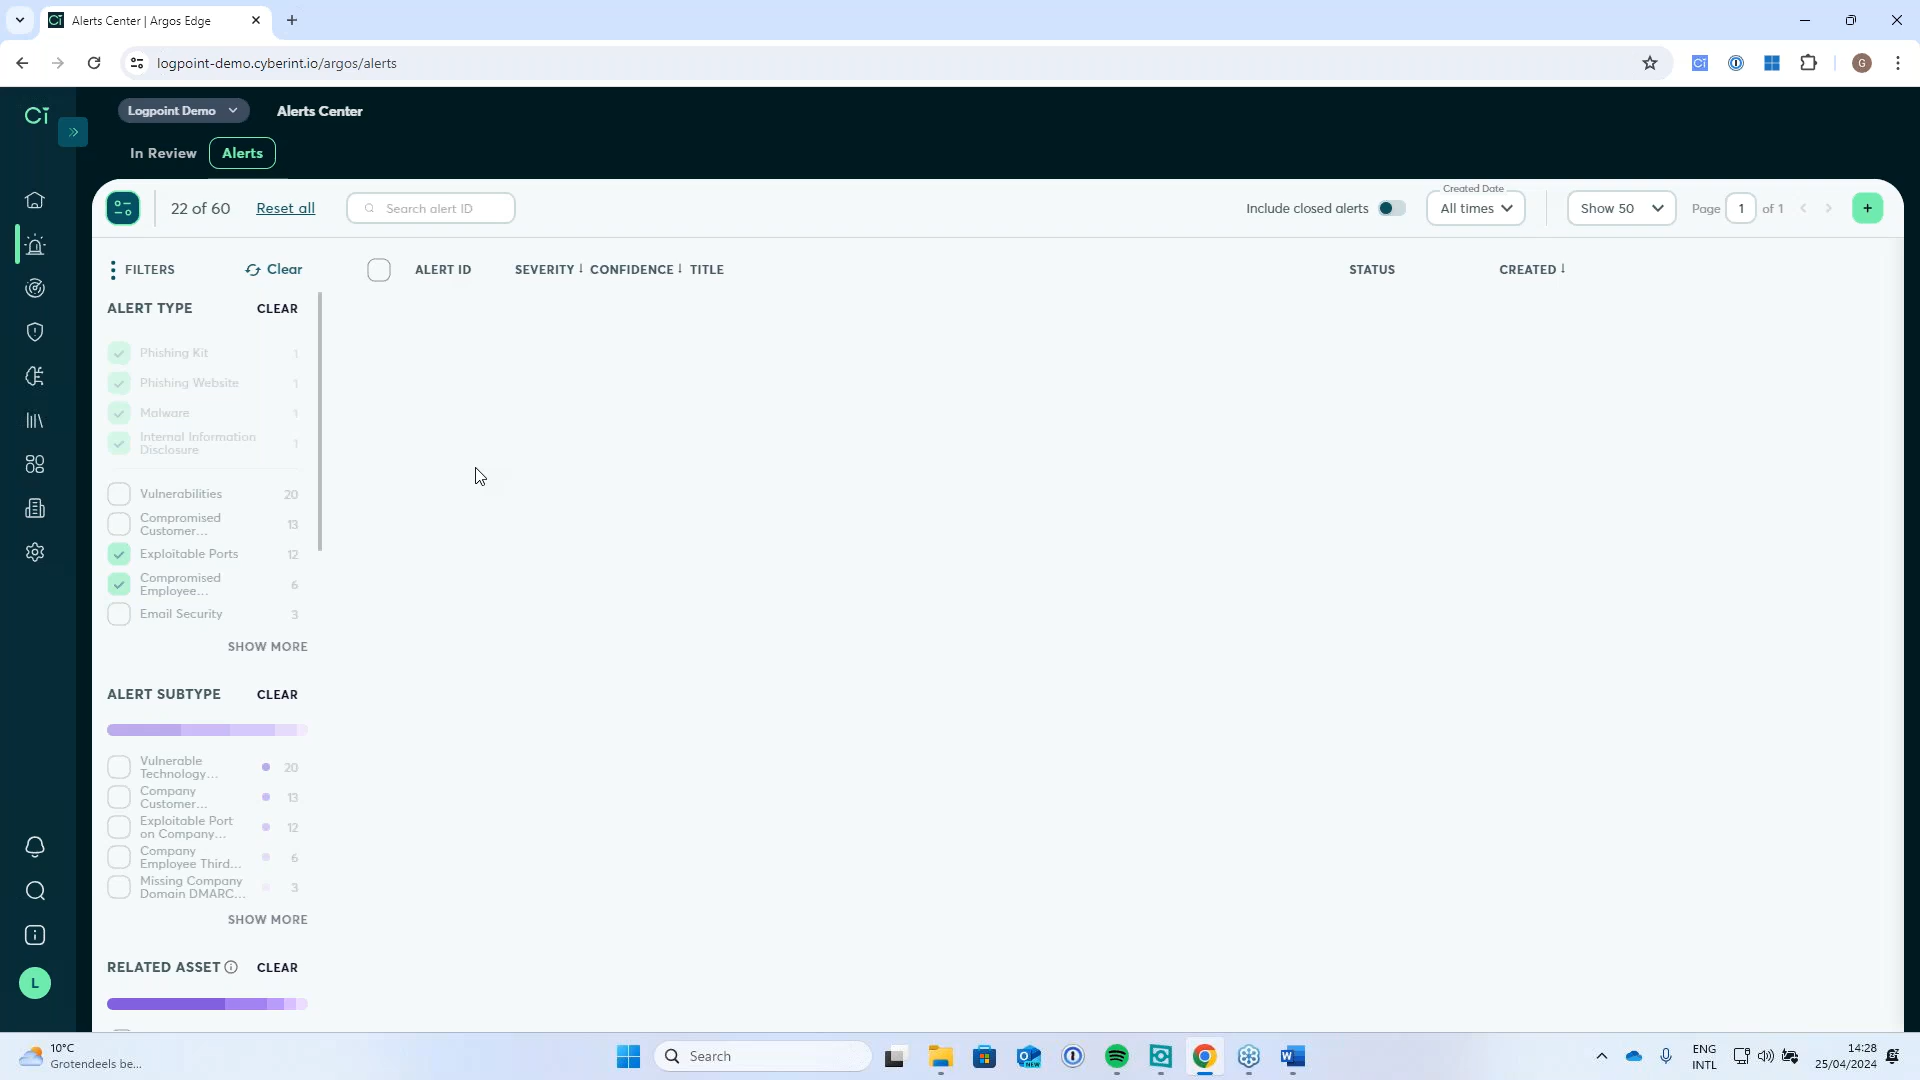 Alerts Center | Argos Edge
logpoint-demo.cyberint.io/argos/alerts
G
Logpoint Demo
Alerts Center
In Review
Alerts
22 of 60
Reset all
Search alert ID
Include closed alerts
Created Date
All times
Show 50
Page 1 of 1
FILTERS
Clear
ALERT ID
SEVERITY
CONFIDENCE
TITLE
STATUS
CREATED
ALERT TYPE
CLEAR
Phishing Kit 1
Phishing Website 1
Malware 1
Internal Information
Disclosure 1
Vulnerabilities 20
Compromised
Customer... 13
Exploitable Ports 12
Compromised
Employee... 6
Email Security 3
SHOW MORE
ALERT SUBTYPE
CLEAR
Vulnerable
Technology... 20
Company
Customer... 13
Exploitable Port
on Company... 12
Company
Employee Third... 6
Missing Company
Domain DMARC... 3
SHOW MORE
RELATED ASSET
CLEAR
L
10°C
Grotendeels be...
Search
ENG
INTL
14:28
25/04/2024